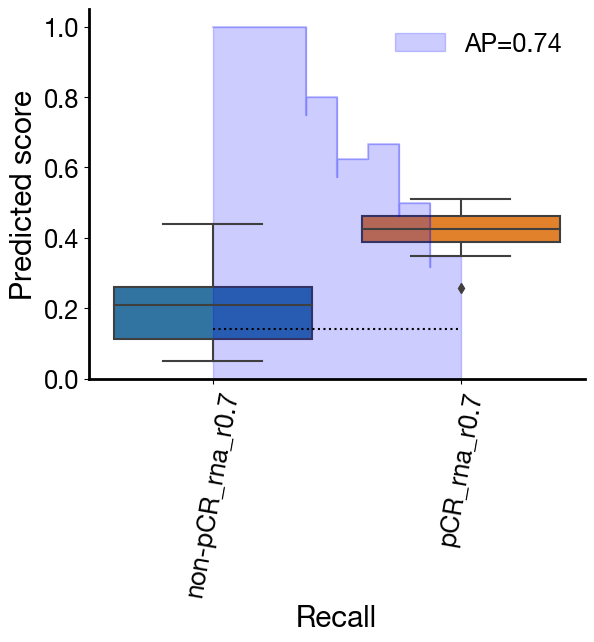 1.0
AP=0.74
0.8
0.6
0.4
0.2
0.0
Predicted score
non-pCR_rna_r0.7
pCR_rna_r0.7
Recall